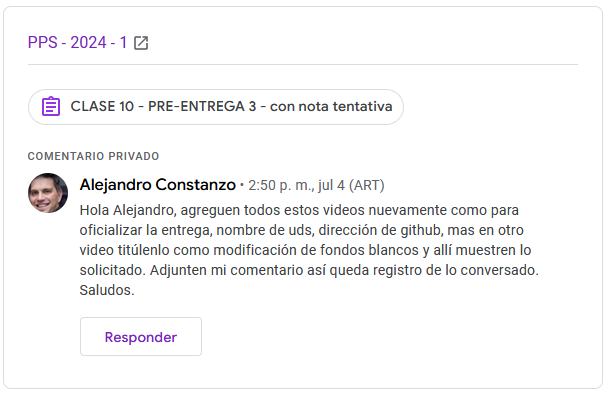 PPS - 2024 - 1
CLASE 10 - PRE-ENTREGA 3 - con nota tentativa
COMENTARIO PRIVADO
Alejandro Constanzo • 2:50 p. m., jul 4 (ART)
Hola Alejandro, agreguen todos estos videos nuevamente como para
oficializar la entrega, nombre de uds, dirección de github, mas en otro
video titúlenlo como modificación de fondos blancos y allí muestren lo
solicitado. Adjunten mi comentario así queda registro de lo conversado.
Saludos.
Responder